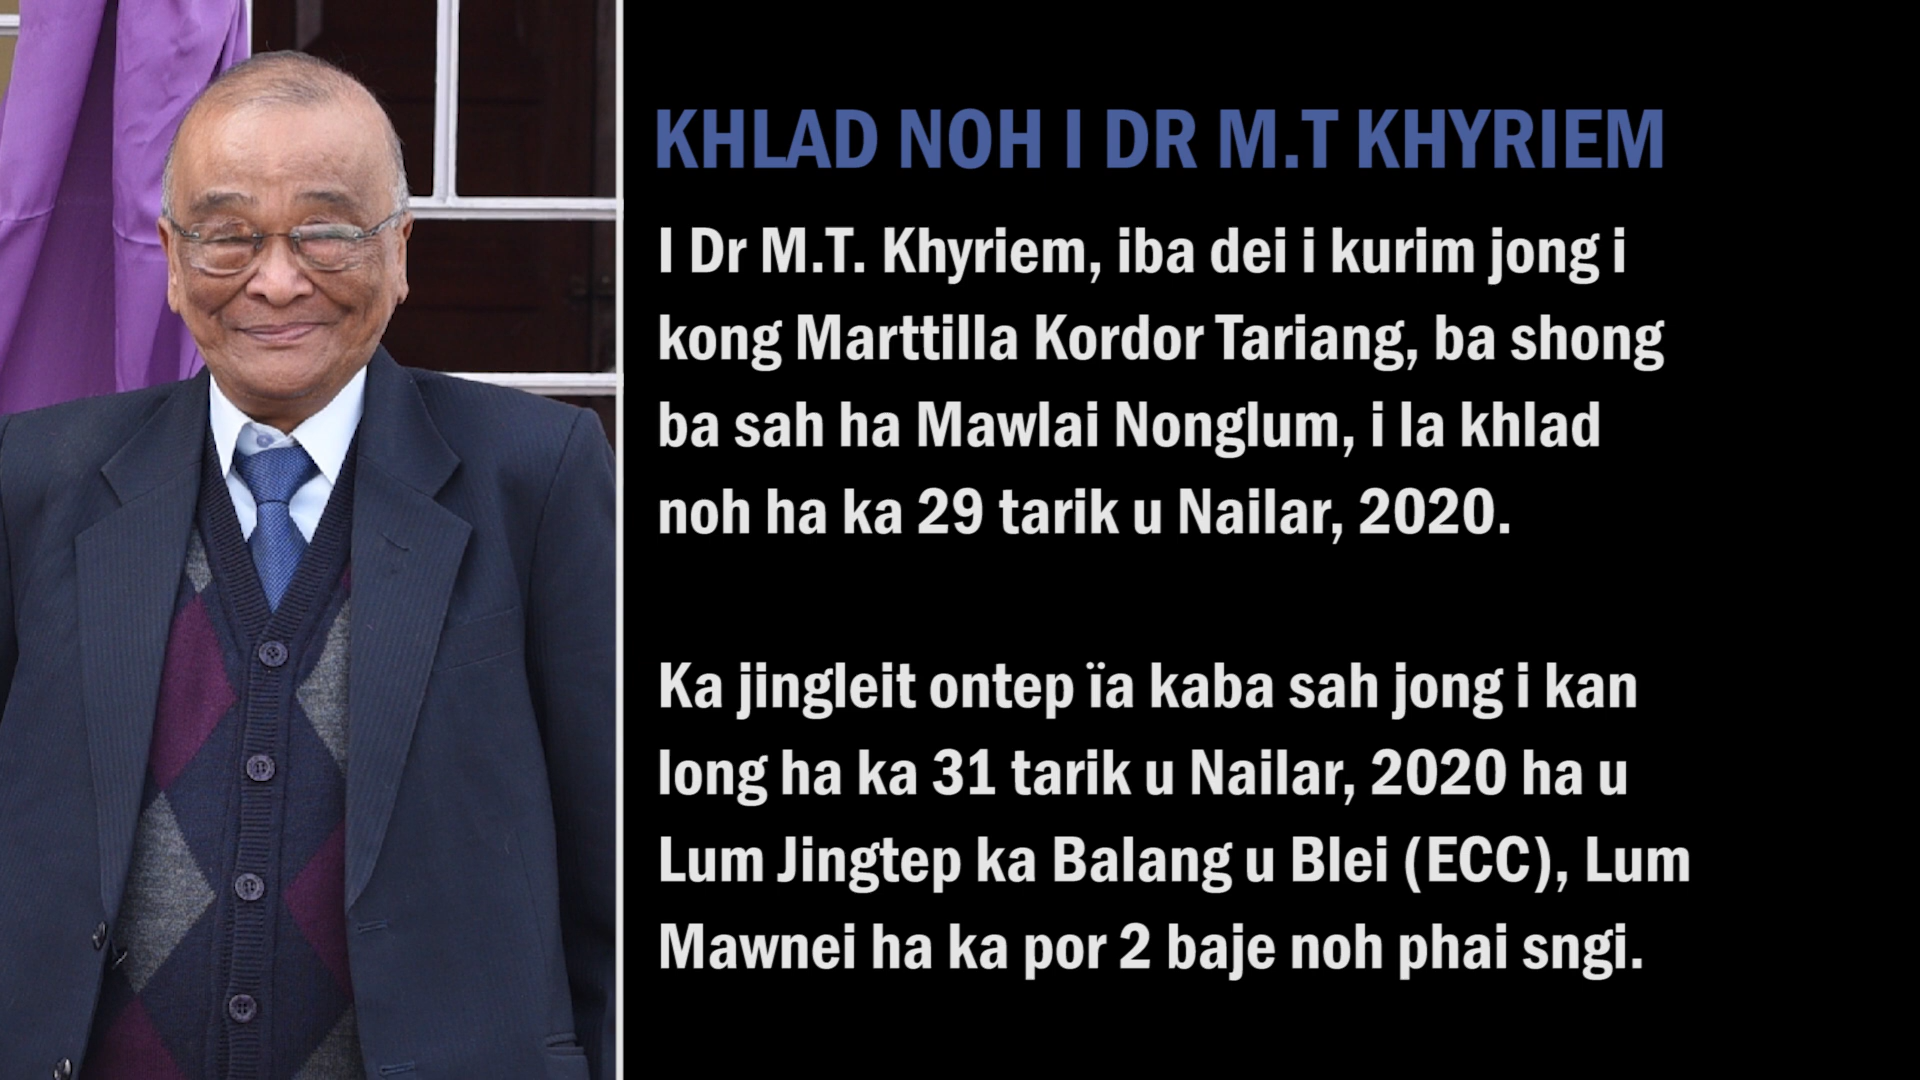 KHLAD NOH I DR M.T KHYRIEM
I Dr M.T. Khyriem, iba dei i kurim jong i
kong Marttilla Kordor Tariang, ba shong
ba sah ha Mawlai Nonglum, i la khlad
noh ha ka 29 tarik u Nailar, 2020.
Ka jingleit ontep ïa kaba sah jong i kan
long ha ka 31 tarik u Nailar, 2020 ha u
Lum Jingtep ka Balang u Blei (ECC), Lum
Mawnei ha ka por 2 baje noh phai sngi.